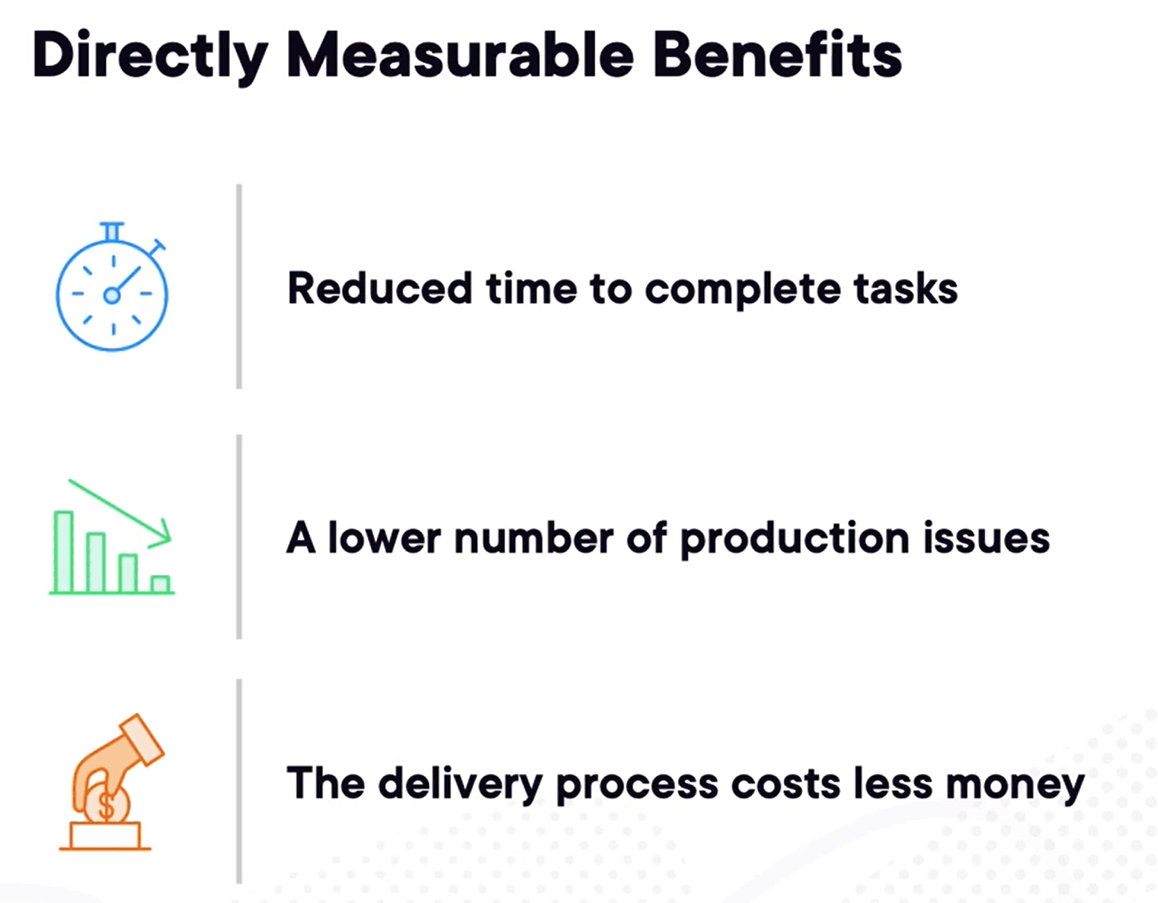 Directly Measurable Benefits
Reduced time to complete tasks
A lower number of production issues
The delivery process costs less money
$